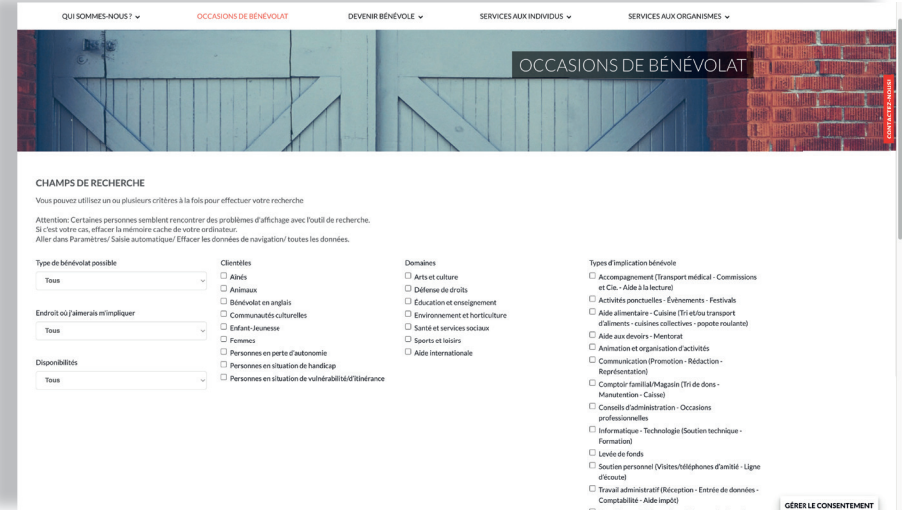 QUI SOMMES-NOUS ?
OCCASIONS DE BÉNÉVOLAT
DEVENIR BÉNÉVOLE
SERVICES AUX INDIVIDUS
SERVICES AUX ORGANISMES
OCCASIONS DE BÉNÉVOLAT
CONTACTEZ-NOUS!
CHAMPS DE RECHERCHE
Vous pouvez utilisez un ou plusieurs critères à la fois pour effectuer votre recherche
Attention: Certaines personnes semblent rencontrer des problèmes d'affichage avec l'outil de recherche.
Si c'est votre cas, effacer la mémoire cache de votre ordinateur.
Aller dans Paramètres/ Saisie automatique/ Effacer les données de navigation/ toutes les données.
Type de bénévolat possible
Tous
Endroit où j'aimerais m'impliquer
Tous
Disponibilités
Tous
Clientèles
Aînés
Animaux
Bénévolat en anglais
Communautés culturelles
Enfant-Jeunesse
Femmes
Personnes en perte d'autonomie
Personnes en situation de handicap
Personnes en situation de vulnérabilité/d'itinérance
Domaines
Arts et culture
Défense de droits
Éducation et enseignement
Environnement et horticulture
Santé et services sociaux
Sports et loisirs
Aide internationale
Types d'implication bénévole
Accompagnement (Transport médical - Commissions
et Cie. - Aide à la lecture)
Activités ponctuelles - Évènements - Festivals
Aide alimentaire - Cuisine (Tri et/ou transport
d'aliments - cuisines collectives - popote roulante)
Aide aux devoirs - Mentorat
Animation et organisation d'activités
Communication (Promotion - Rédaction -
Représentation)
Comptoir familial/Magasin (Tri de dons -
Manutention - Caisse)
Conseils d'administration - Occasions
professionnelles
Informatique - Technologie (Soutien technique -
Formation)
Levée de fonds
Soutien personnel (Visites/téléphones d'amitié - Ligne
d'écoute)
Travail administratif (Réception - Entrée de données -
Comptabilité - Aide impôt)
GÉRER LE CONSENTEMENT